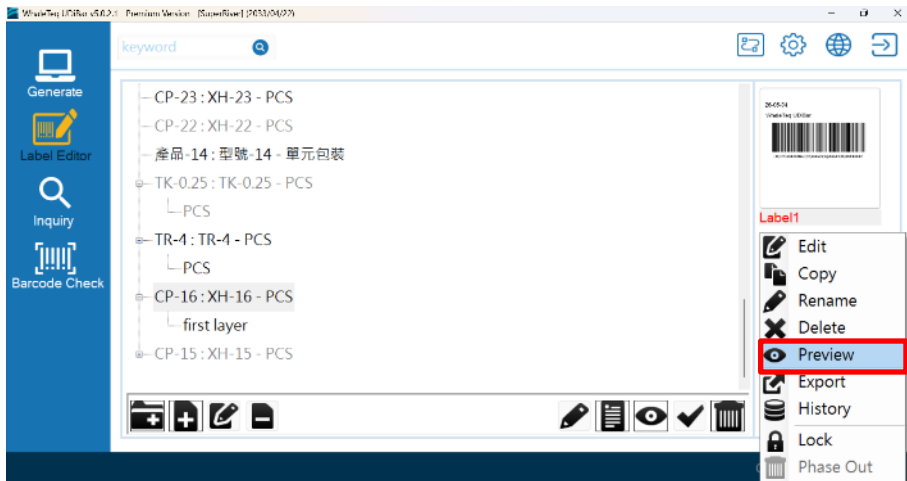 WhaleTeq UDiBar v5.0.2.1 Premium Version [SuperRiver] (2033/04/22)
keyword
Generate
Label Editor
Inquiry
Barcode Check
CP-23 : XH-23 - PCS
CP-22 : XH-22 - PCS
產品-14 : 型號-14 - 單元包裝
TK-0.25 : TK-0.25 - PCS
PCS
TR-4 : TR-4 - PCS
PCS
CP-16 : XH-16 - PCS
first layer
CP-15 : XH-15 - PCS
WhaleTeq UDiBar
Label1
Edit
Copy
Rename
Delete
Preview
Export
History
Lock
Phase Out